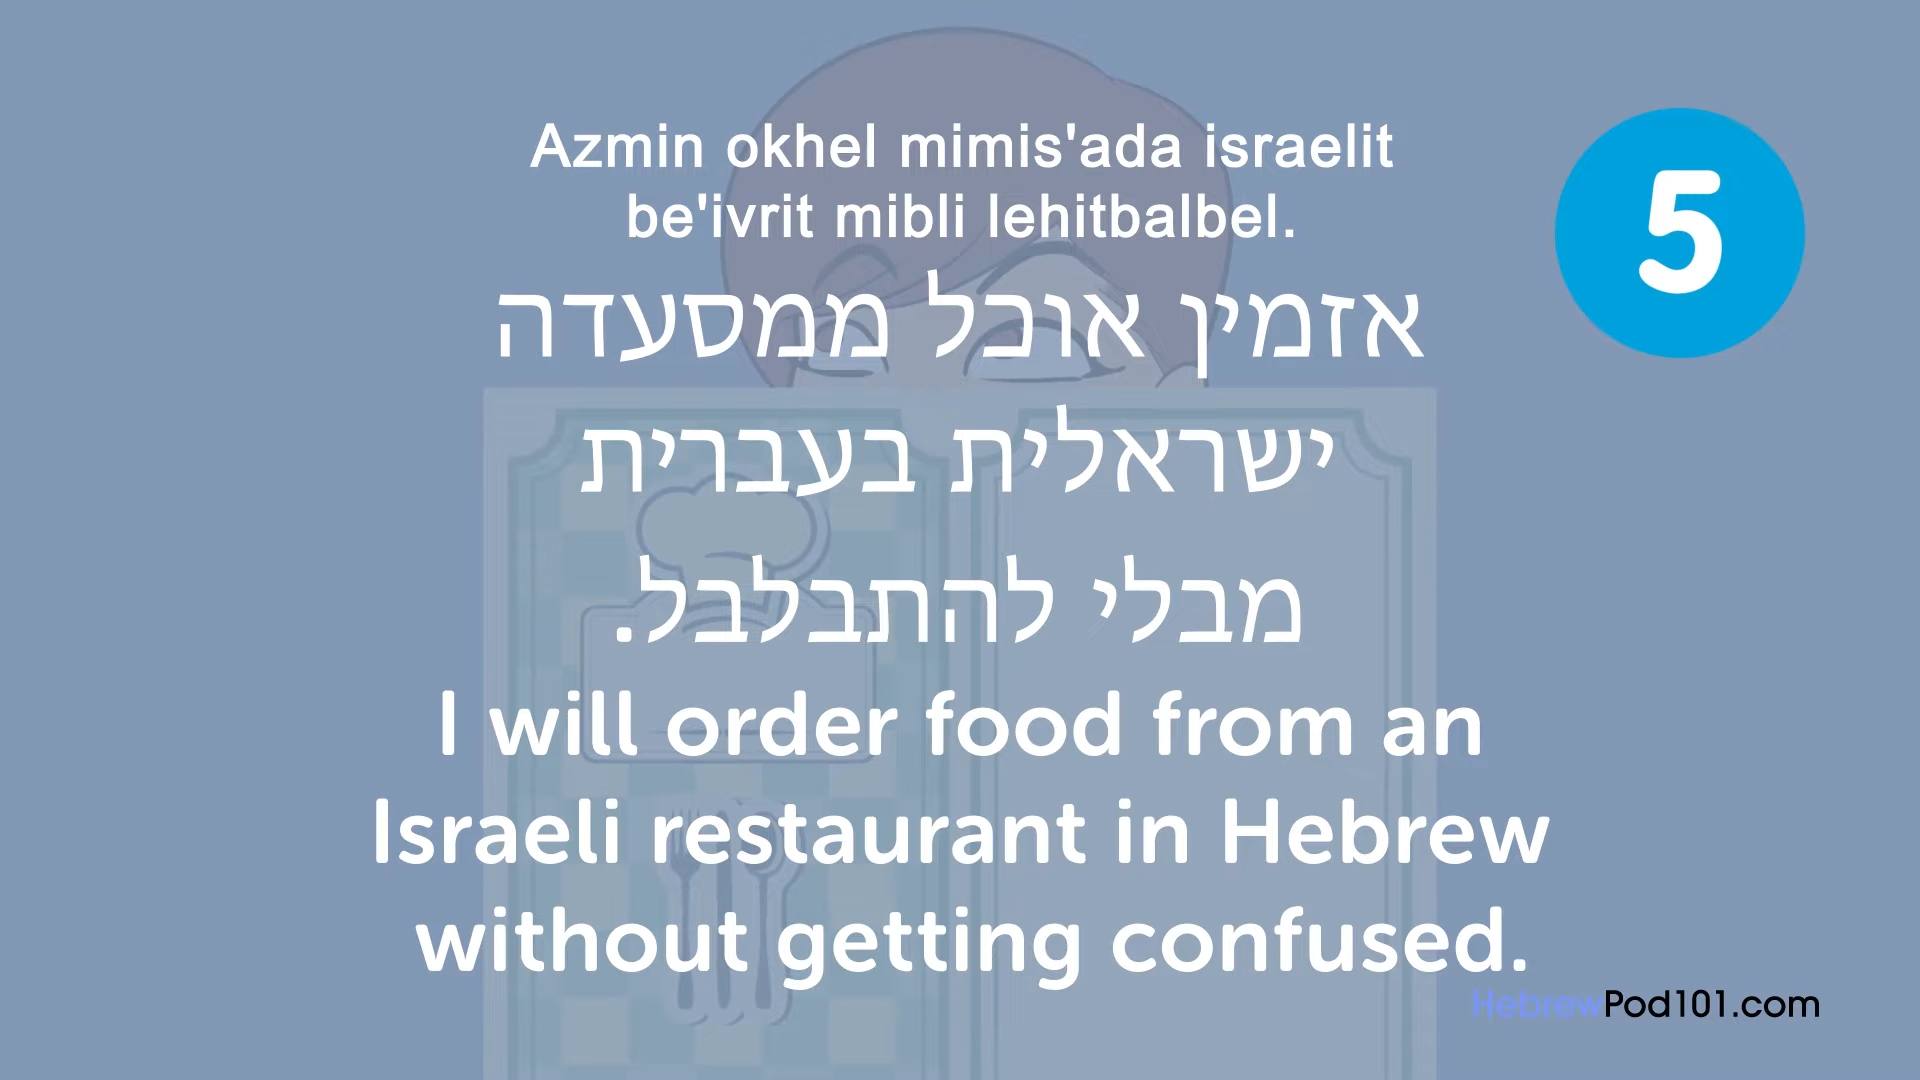 Azmin okhel mimis'ada israelit
be'ivrit mibli lehitbalbel.
5
אזמין אוכל ממסעדה
ישראלית בעברית
מבלי להתבלבל.
I will order food from an
Israeli restaurant in Hebrew
without getting confused.
HebrewPod101.com